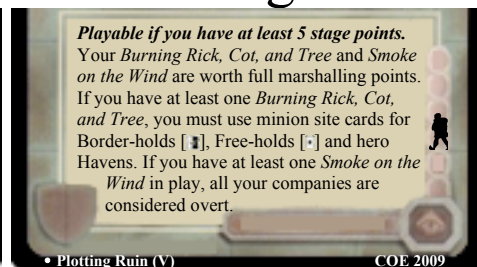 Playable if you have at least 5 stage points.
Your Burning Rick, Cot, and Tree and Smoke
on the Wind are worth full marshalling points.
If you have at least one Burning Rick, Cot,
and Tree, you must use minion site cards for
Border-holds [], Free-holds [] and hero
Havens. If you have at least one Smoke on the
Wind in play, all your companies are
considered overt.
• Plotting Ruin (V) COE 2009